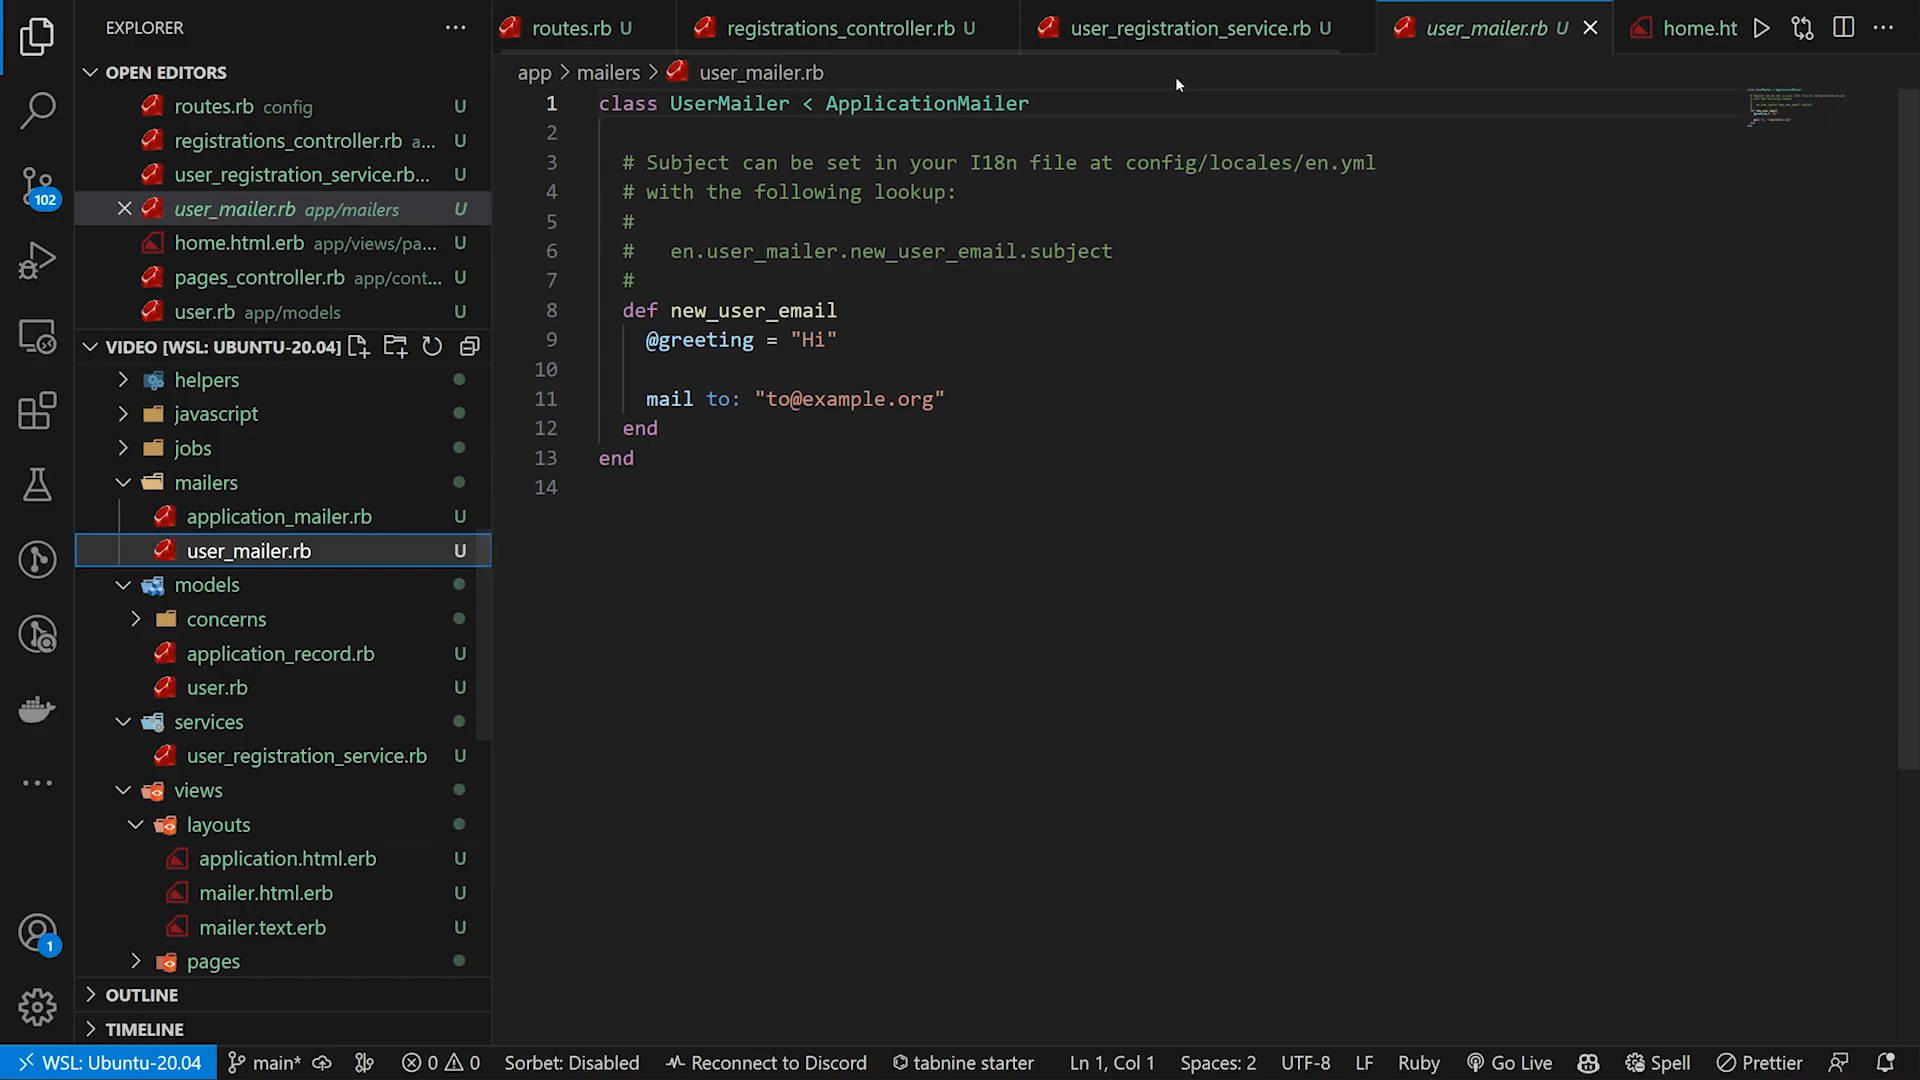 EXPLORER
OPEN EDITORS
routes.rb config U
registrations_controller.rb a... U
user_registration_service.rb... U
user_mailer.rb app/mailers U
home.html.erb app/views/pa... U
pages_controller.rb app/cont... U
user.rb app/models U
VIDEO [WSL: UBUNTU-20.04]
helpers
javascript
jobs
mailers
application_mailer.rb U
user_mailer.rb U
models
concerns
application_record.rb U
user.rb U
services
user_registration_service.rb U
views
layouts
application.html.erb U
mailer.html.erb U
mailer.text.erb U
pages
OUTLINE
TIMELINE
102
1
routes.rb U registrations_controller.rb U user_registration_service.rb U user_mailer.rb U home.ht
app > mailers > user_mailer.rb
1 class UserMailer < ApplicationMailer
2
3 # Subject can be set in your I18n file at config/locales/en.yml
4 # with the following lookup:
5 #
6 #   en.user_mailer.new_user_email.subject
7 #
8 def new_user_email
9 @greeting = "Hi"
10
11 mail to: "to@example.org"
12 end
13 end
14
WSL: Ubuntu-20.04 main* 0 0 Sorbet: Disabled Reconnect to Discord tabnine starter Ln 1, Col 1 Spaces: 2 UTF-8 LF Ruby Go Live Spell Prettier